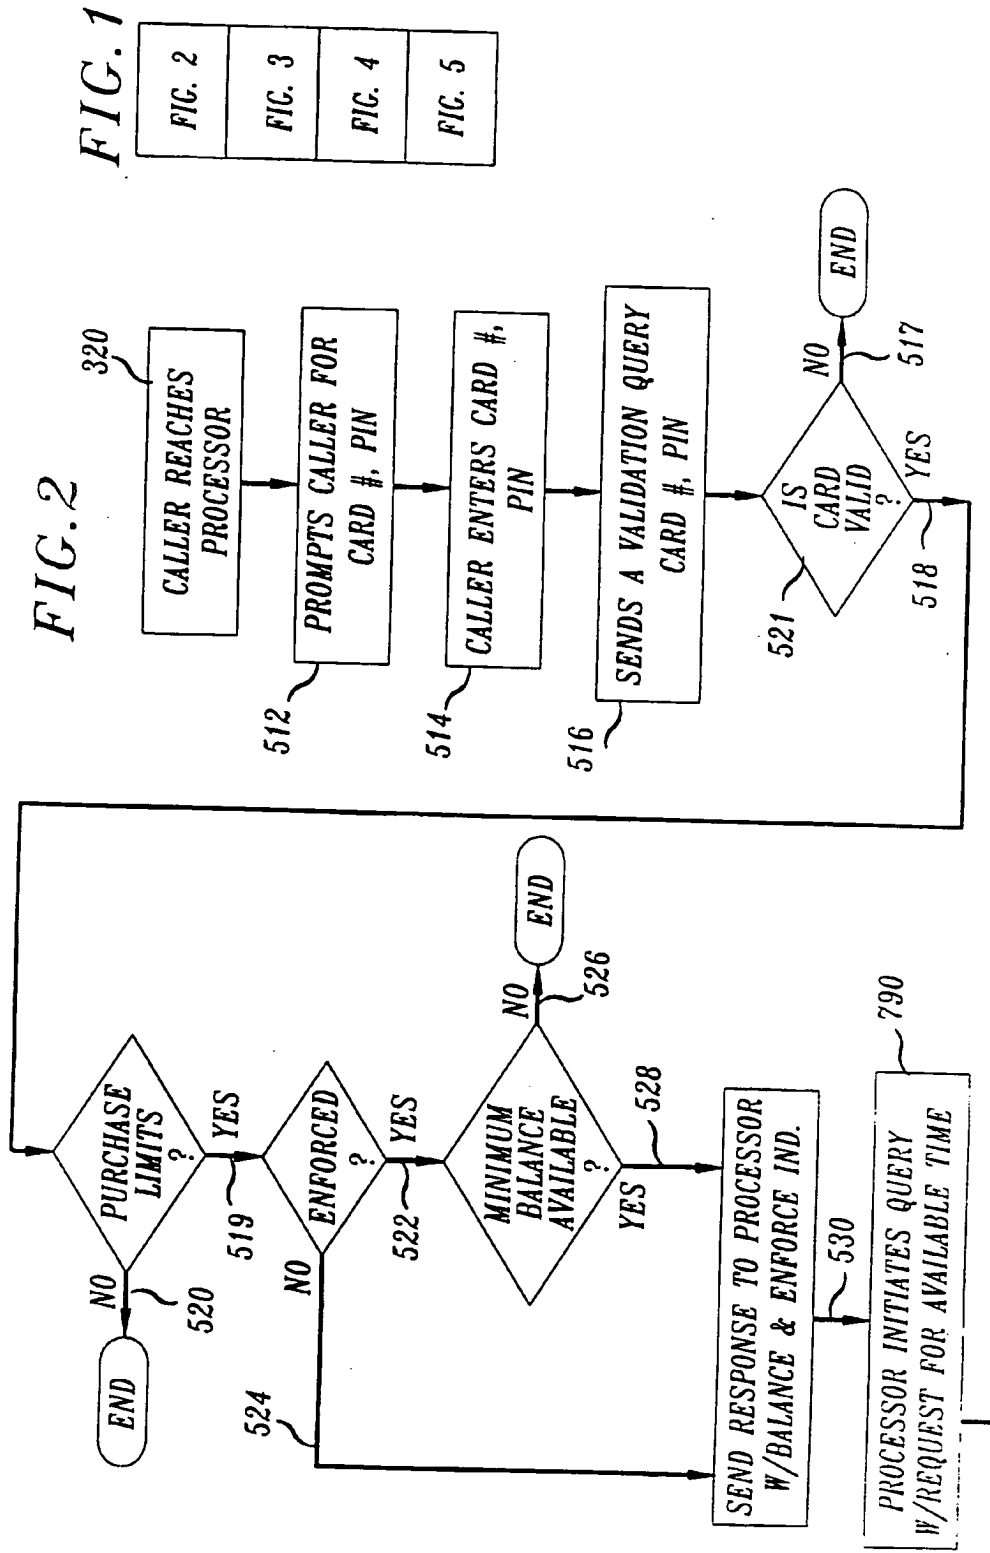 FIG.1
FIG. 2
FIG. 3
FIG. 4
FIG. 5
FIG.2
320
CALLER REACHES
PROCESSOR
512
PROMPTS CALLER FOR
CARD #, PIN
514
CALLER ENTERS CARD #,
PIN
516
SENDS A VALIDATION QUERY
CARD #, PIN
521
IS
CARD
VALID
?
NO
517
END
YES
518
PURCHASE
LIMITS
?
NO
520
END
YES
519
ENFORCED
?
NO
524
YES
522
MINIMUM
BALANCE
AVAILABLE
?
NO
526
END
YES
528
SEND RESPONSE TO PROCESSOR
W/BALANCE & ENFORCE IND.
530
790
PROCESSOR INITIATES QUERY
W/REQUEST FOR AVAILABLE TIME